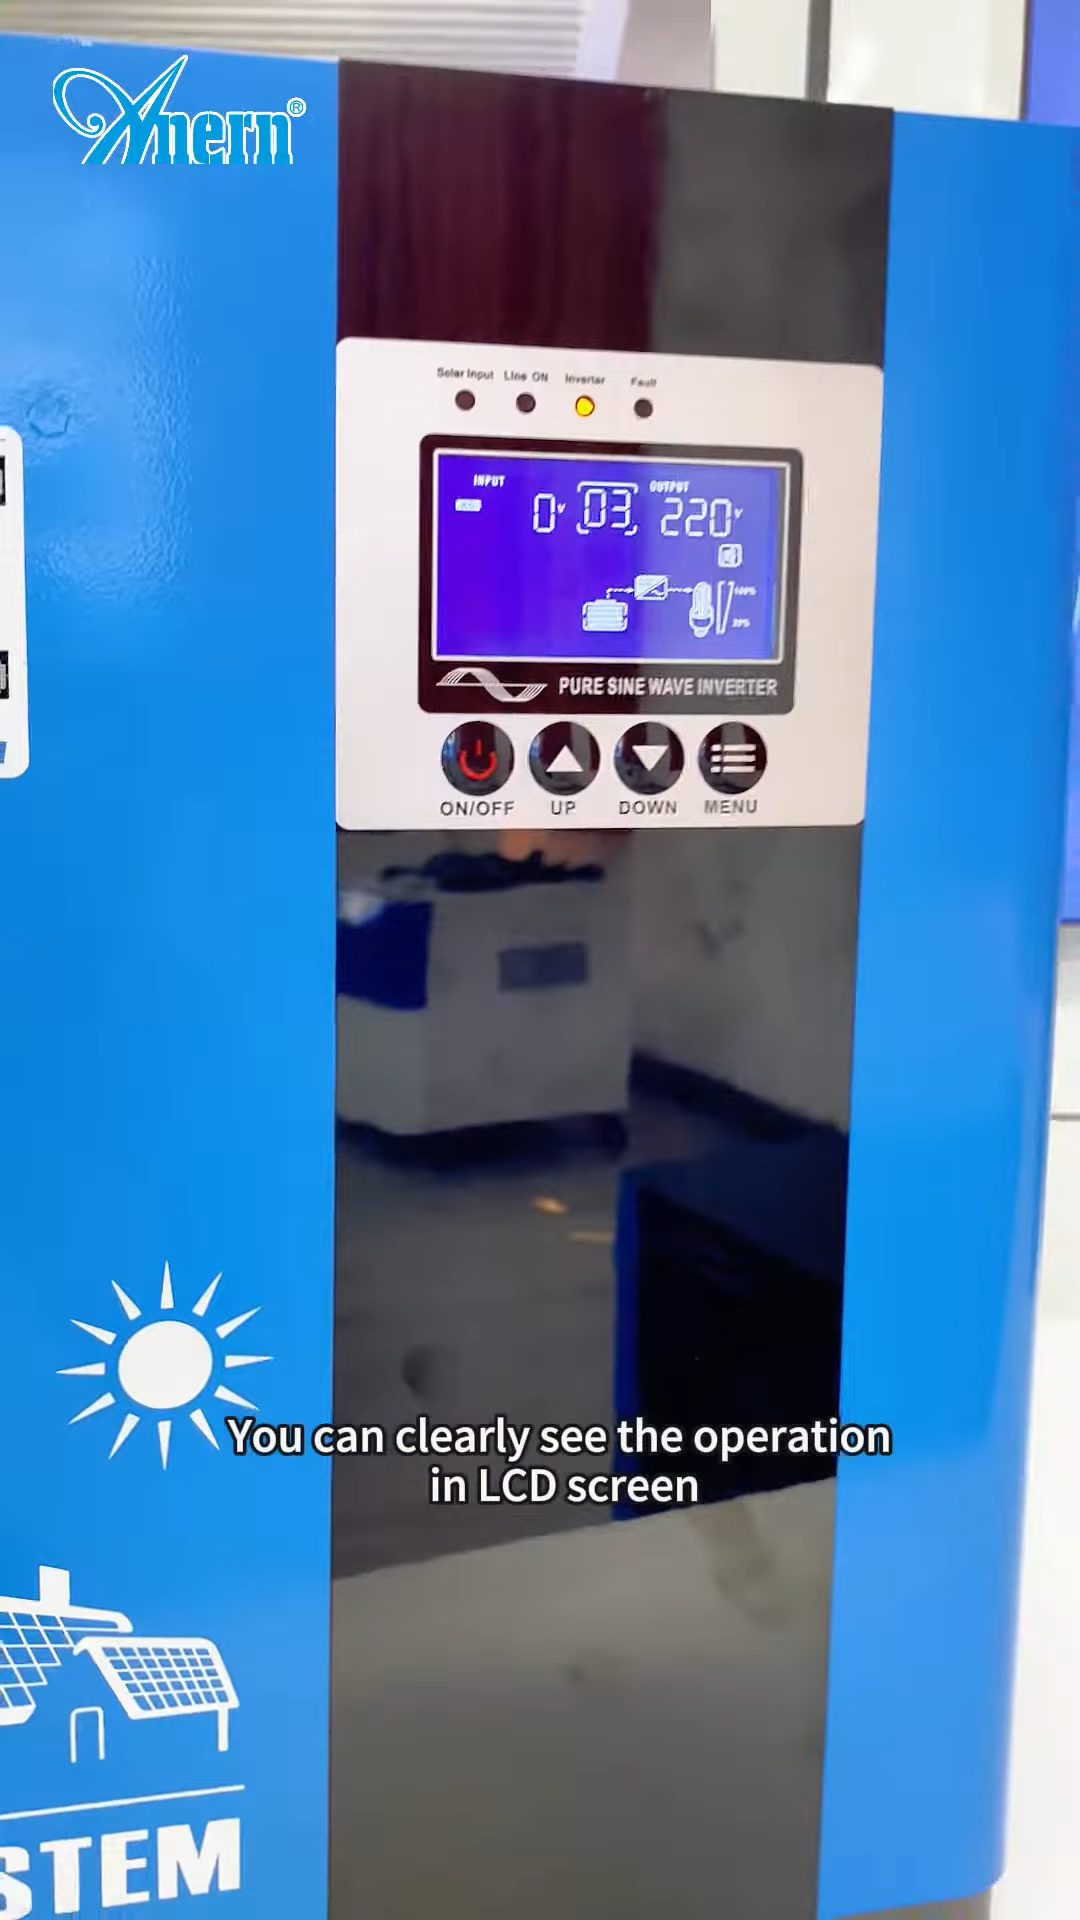 Anern®
Solar Input Line ON Inverter Fault
INPUT
OUTPUT
0v 03 220v
100%
PURE SINE WAVE INVERTER
ON/OFF UP DOWN MENU
You can clearly see the operation
in LCD screen
STEM